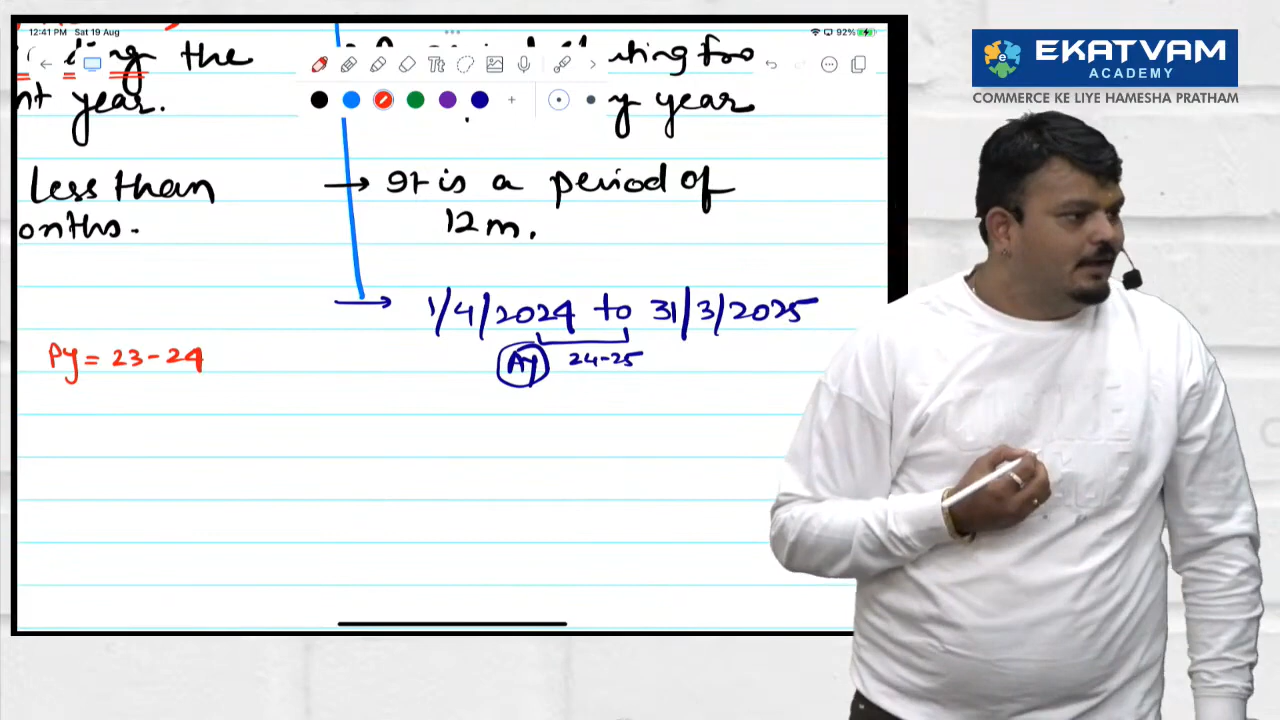 12:41 PM Sat 19 Aug
92%
EKATVAM
ACADEMY
COMMERCE KE LIYE HAMESHA PRATHAM
the
year.
year
Less than
→ It is a period of
12 m.
→ 1/4/2024 to 31/3/2025
AY 24-25
PY = 23-24